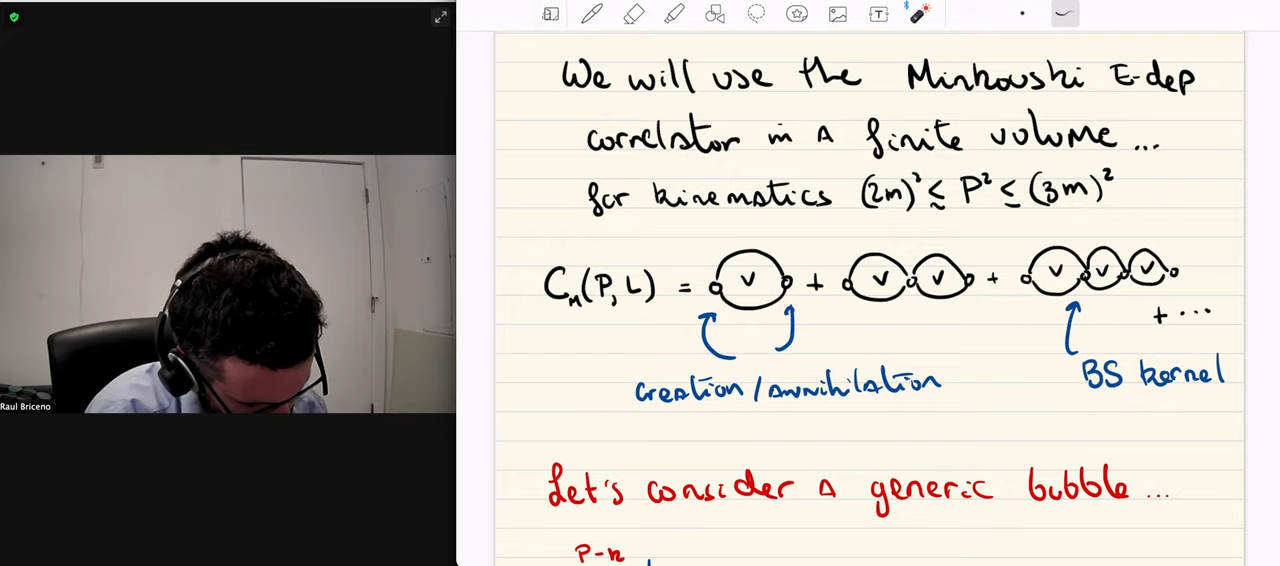 We will use the Minkowski E-dep
correlator in a finite volume ...
for kinematics (2m)² ≲ P² ≤ (3m)²
C_M(P, L) = V + V V + V V V
+ ...
creation/annihilation
BS kernel
Let's consider a generic bubble ...
P-k
Raul Briceno